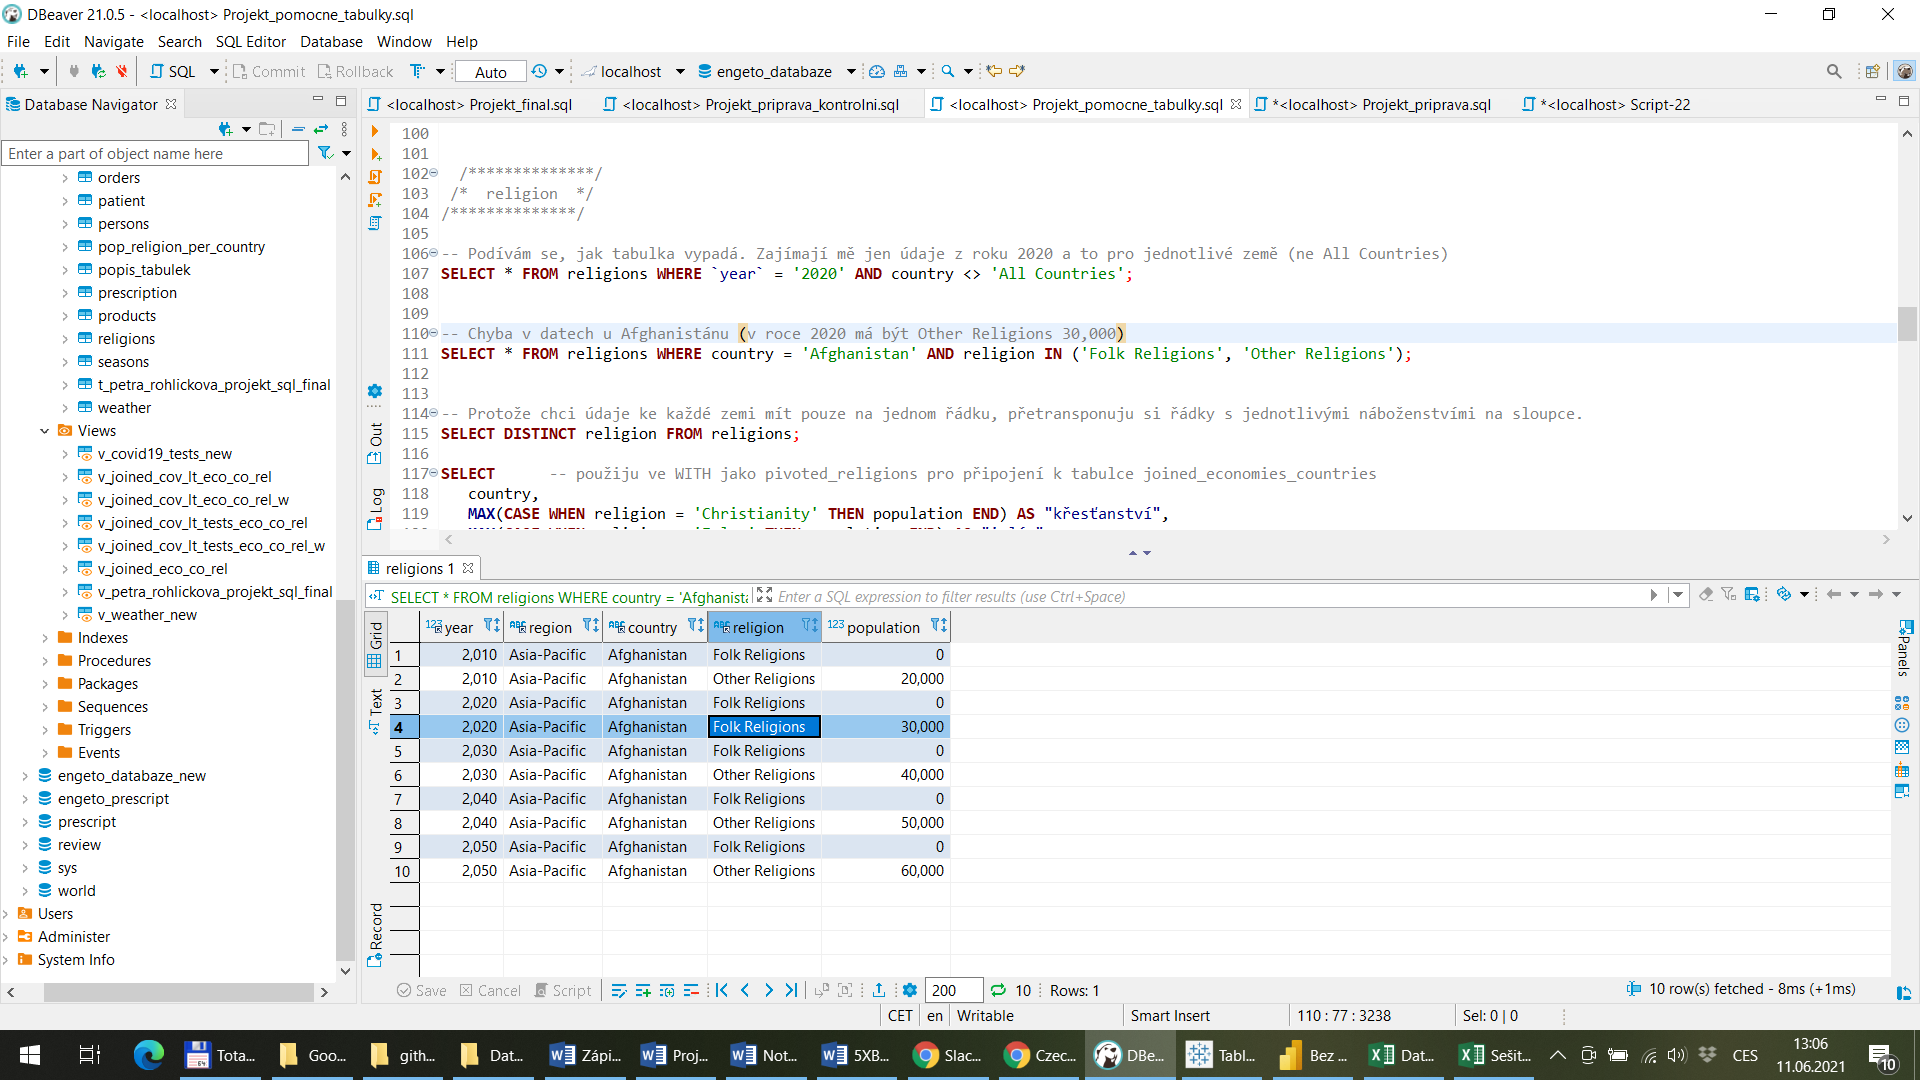 DBeaver 21.0.5 - <localhost> Projekt_pomocne_tabulky.sql
File Edit Navigate Search SQL Editor Database Window Help
SQL Commit Rollback Auto localhost engeto_databaze
Database Navigator
Enter a part of object name here
orders
patient
persons
pop_religion_per_country
popis_tabulek
prescription
products
religions
seasons
t_petra_rohlickova_projekt_sql_final
weather
Views
v_covid19_tests_new
v_joined_cov_lt_eco_co_rel
v_joined_cov_lt_eco_co_rel_w
v_joined_cov_lt_tests_eco_co_rel
v_joined_cov_lt_tests_eco_co_rel_w
v_joined_eco_co_rel
v_petra_rohlickova_projekt_sql_final
v_weather_new
Indexes
Procedures
Packages
Sequences
Triggers
Events
engeto_databaze_new
engeto_prescript
prescript
review
sys
world
Users
Administer
System Info
<localhost> Projekt_final.sql <localhost> Projekt_priprava_kontrolni.sql <localhost> Projekt_pomocne_tabulky.sql *<localhost> Projekt_priprava.sql *<localhost> Script-22
100
101
102 /**************/
103 /* religion */
104 /**************/
105
106 -- Podívám se, jak tabulka vypadá. Zajímají mě jen údaje z roku 2020 a to pro jednotlivé země (ne All Countries)
107 SELECT * FROM religions WHERE `year` = '2020' AND country <> 'All Countries';
108
109
110 -- Chyba v datech u Afghanistánu (v roce 2020 má být Other Religions 30,000)
111 SELECT * FROM religions WHERE country = 'Afghanistan' AND religion IN ('Folk Religions', 'Other Religions');
112
113
114 -- Protože chci údaje ke každé zemi mít pouze na jednom řádku, přetransponuju si řádky s jednotlivými náboženstvími na sloupce.
115 SELECT DISTINCT religion FROM religions;
116
117 SELECT -- použiju ve WITH jako pivoted_religions pro připojení k tabulce joined_economies_countries
118 country,
119 MAX(CASE WHEN religion = 'Christianity' THEN population END) AS "křesťanství",
Out
Log
religions 1
SELECT * FROM religions WHERE country = 'Afghanista Enter a SQL expression to filter results (use Ctrl+Space)
Grid
Text
Record
Panels
year region country religion population
1 2,010 Asia-Pacific Afghanistan Folk Religions 0
2 2,010 Asia-Pacific Afghanistan Other Religions 20,000
3 2,020 Asia-Pacific Afghanistan Folk Religions 0
4 2,020 Asia-Pacific Afghanistan Folk Religions 30,000
5 2,030 Asia-Pacific Afghanistan Folk Religions 0
6 2,030 Asia-Pacific Afghanistan Other Religions 40,000
7 2,040 Asia-Pacific Afghanistan Folk Religions 0
8 2,040 Asia-Pacific Afghanistan Other Religions 50,000
9 2,050 Asia-Pacific Afghanistan Folk Religions 0
10 2,050 Asia-Pacific Afghanistan Other Religions 60,000
Save Cancel Script 200 10 Rows: 1 10 row(s) fetched - 8ms (+1ms)
CET en Writable Smart Insert 110 : 77 : 3238 Sel: 0 | 0
Tota... Goo... gith... Dat... Zápi... Proj... Not... 5XB... Slac... Czec... DBe... Tabl... Bez ... Dat... Sešit... CES 13:06
11.06.2021
10